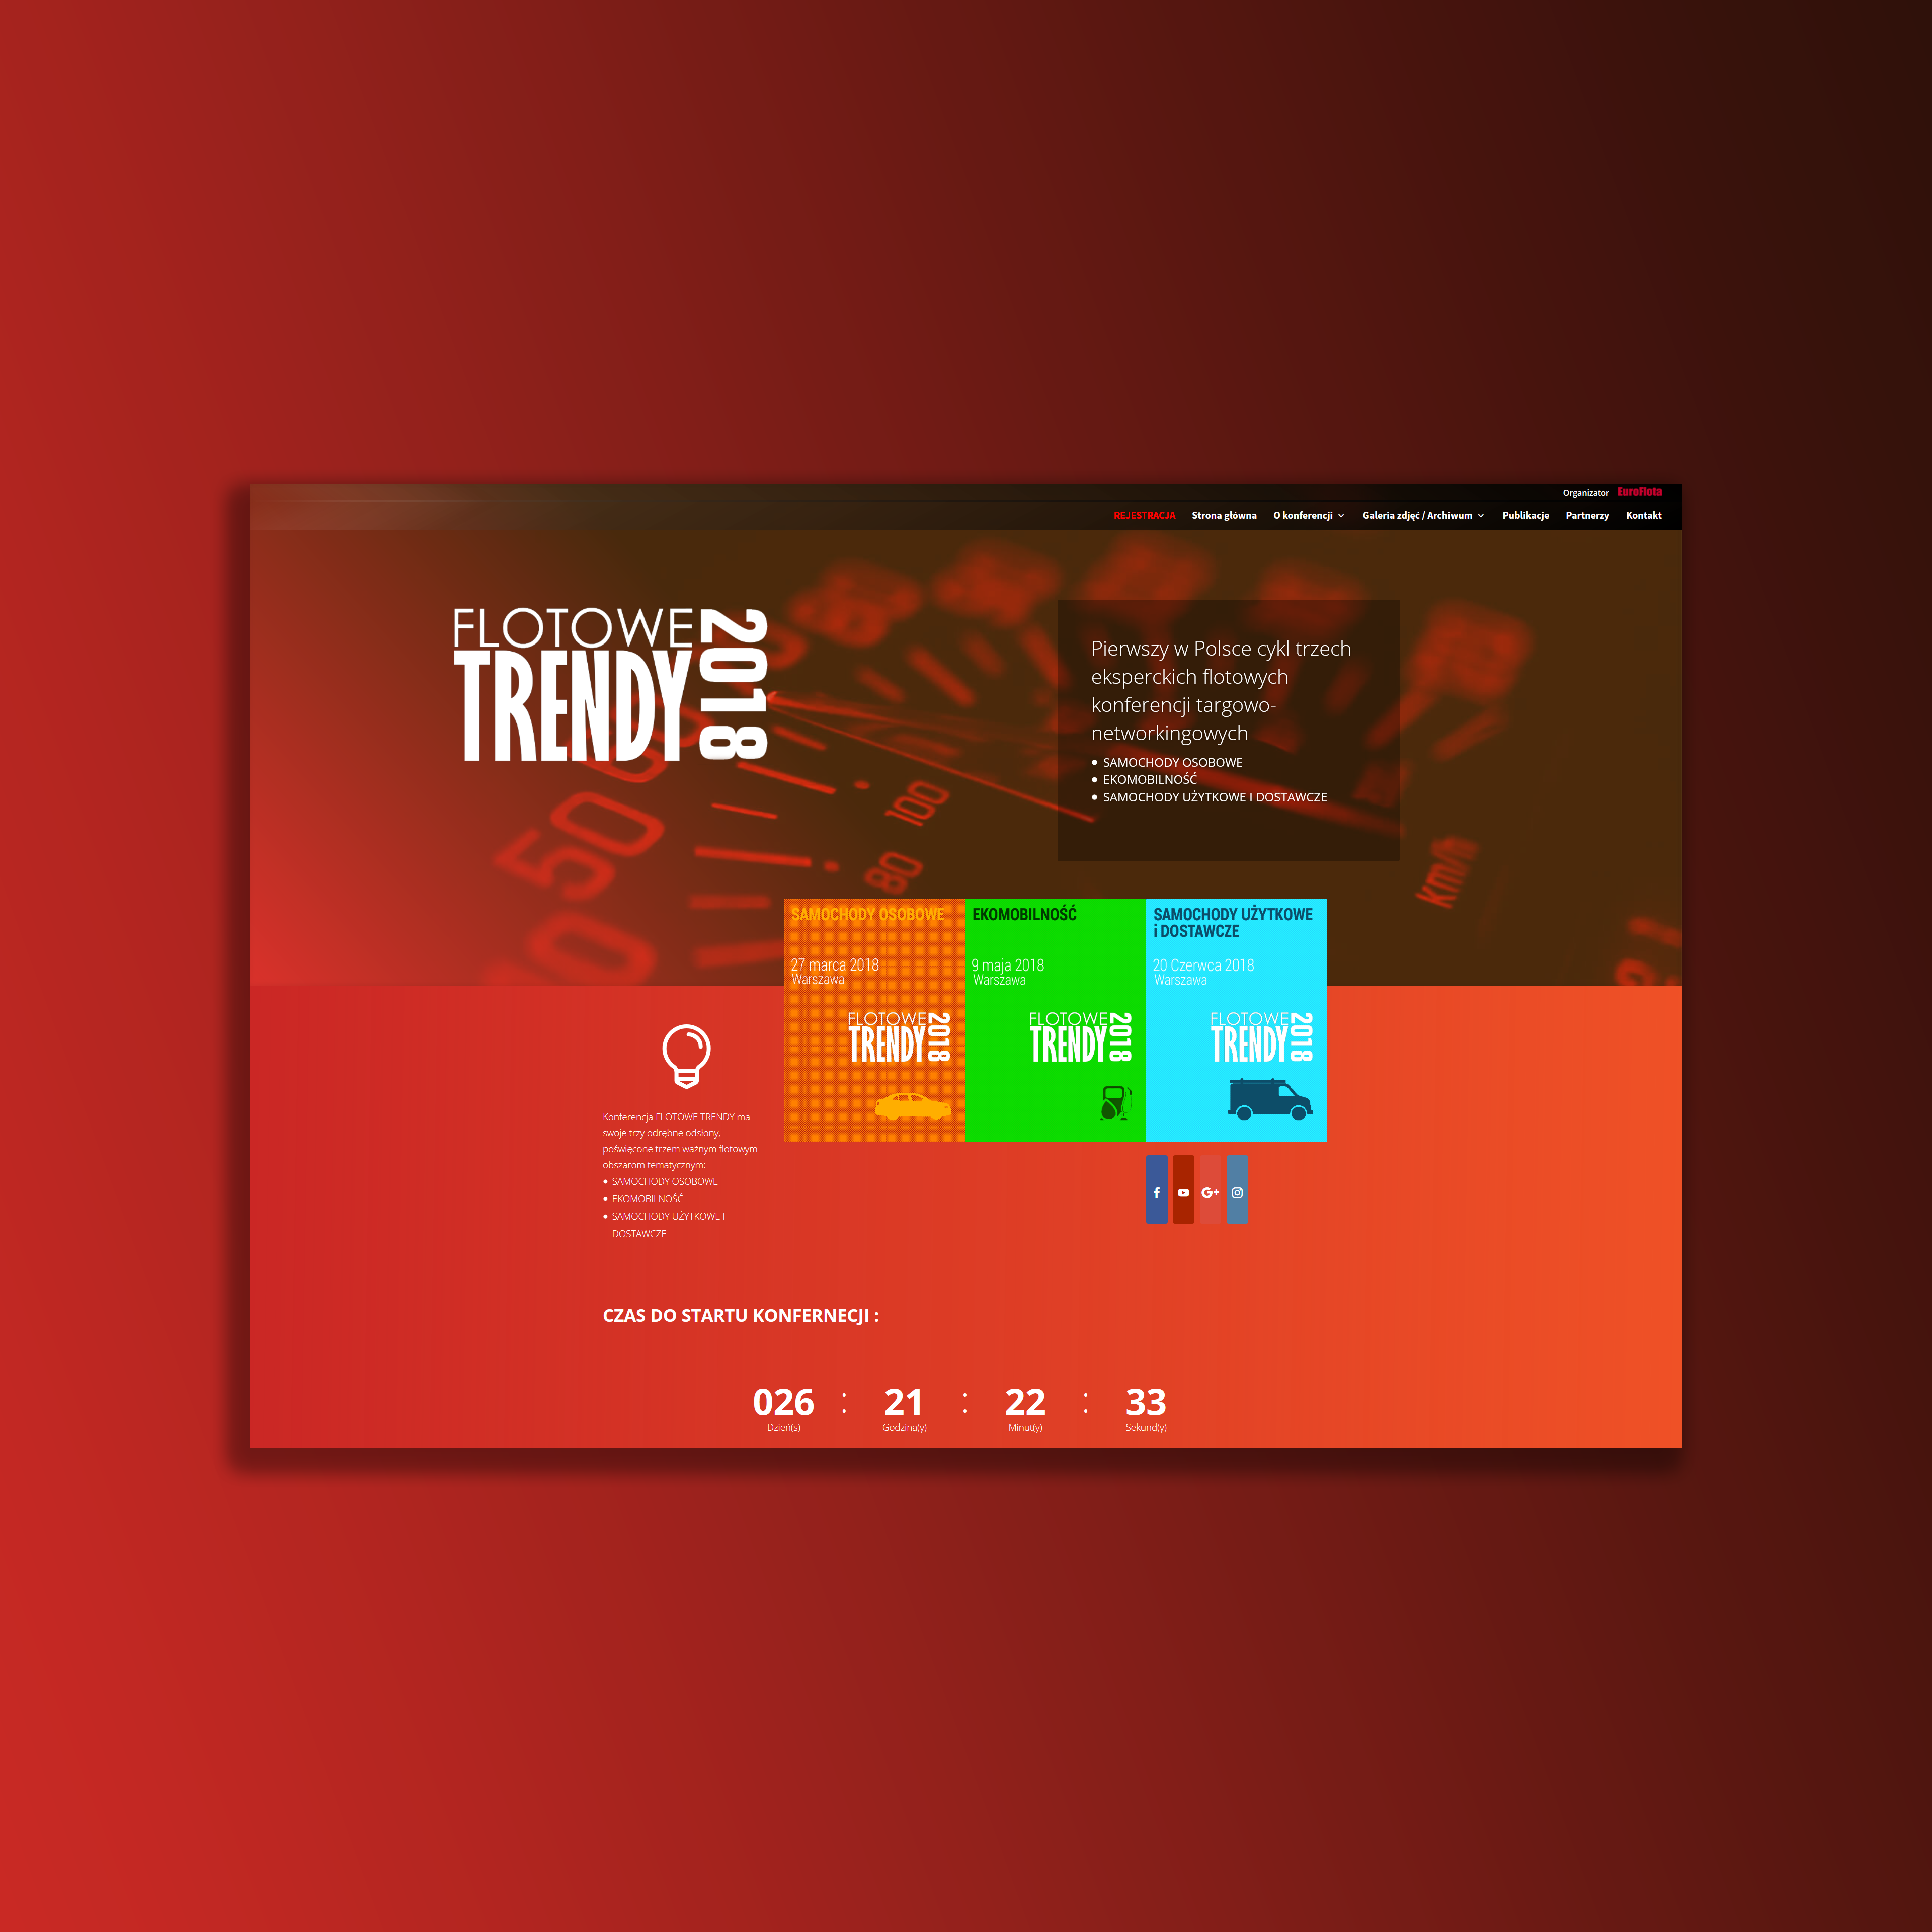 Organizator EuroFlota
REJESTRACJA Strona główna O konferencji Galeria zdjęć / Archiwum Publikacje Partnerzy Kontakt
FLOTOWE
TRENDY
2018
Pierwszy w Polsce cykl trzech
eksperckich flotowych
konferencji targowo-
networkingowych
SAMOCHODY OSOBOWE
EKOMOBILNOŚĆ
SAMOCHODY UŻYTKOWE I DOSTAWCZE
50
80
100
km/h
SAMOCHODY OSOBOWE
27 marca 2018
Warszawa
FLOTOWE
TRENDY
2018
EKOMOBILNOŚĆ
9 maja 2018
Warszawa
FLOTOWE
TRENDY
2018
SAMOCHODY UŻYTKOWE
i DOSTAWCZE
20 Czerwca 2018
Warszawa
FLOTOWE
TRENDY
2018
Konferencja FLOTOWE TRENDY ma
swoje trzy odrębne odsłony,
poświęcone trzem ważnym flotowym
obszarom tematycznym:
SAMOCHODY OSOBOWE
EKOMOBILNOŚĆ
SAMOCHODY UŻYTKOWE I
DOSTAWCZE
f G+
CZAS DO STARTU KONFERNECJI :
026 : 21 : 22 : 33
Dzień(s) Godzina(y) Minut(y) Sekund(y)